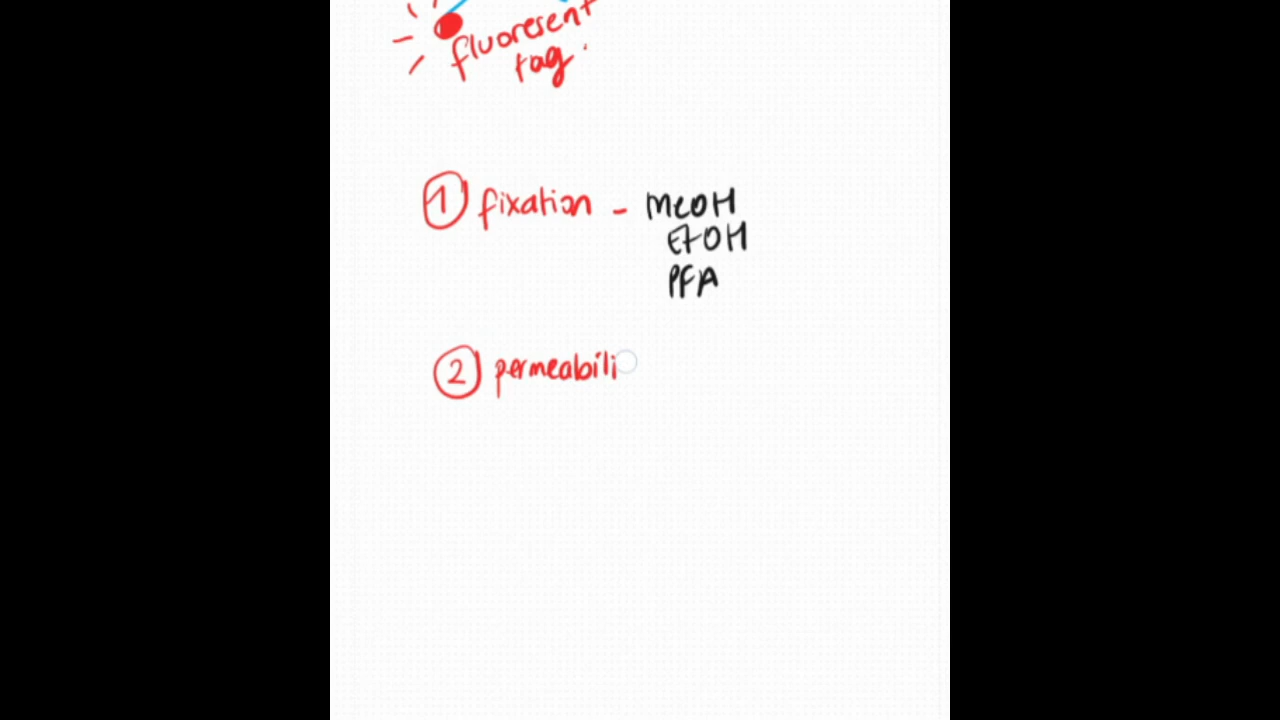 fluoresent
tag
① fixation - MeOH
EtOH
PFA
② permeabili